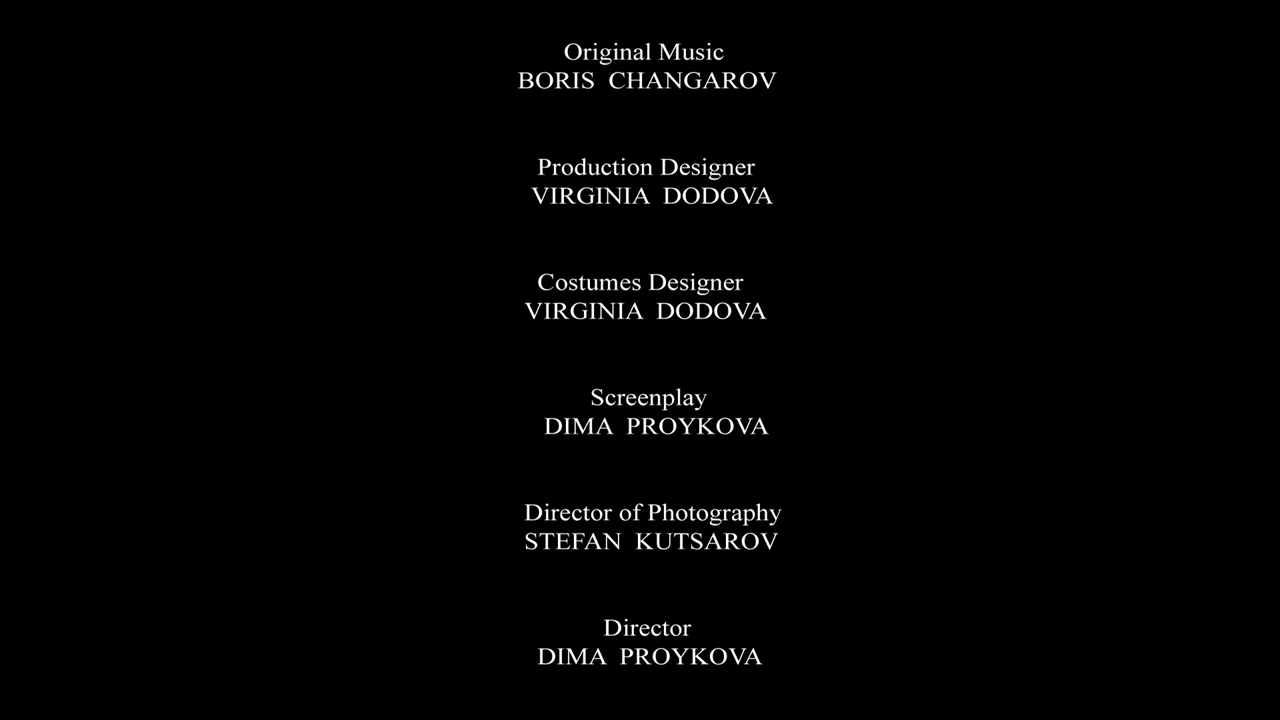 Original Music
BORIS CHANGAROV
Production Designer
VIRGINIA DODOVA
Costumes Designer
VIRGINIA DODOVA
Screenplay
DIMA PROYKOVA
Director of Photography
STEFAN KUTSAROV
Director
DIMA PROYKOVA